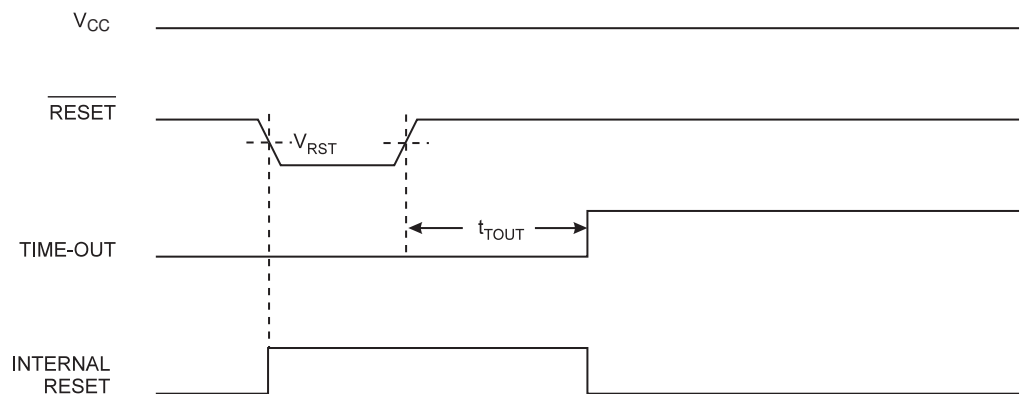 VCC
RESET
VRST
tTOUT
TIME-OUT
INTERNAL
RESET